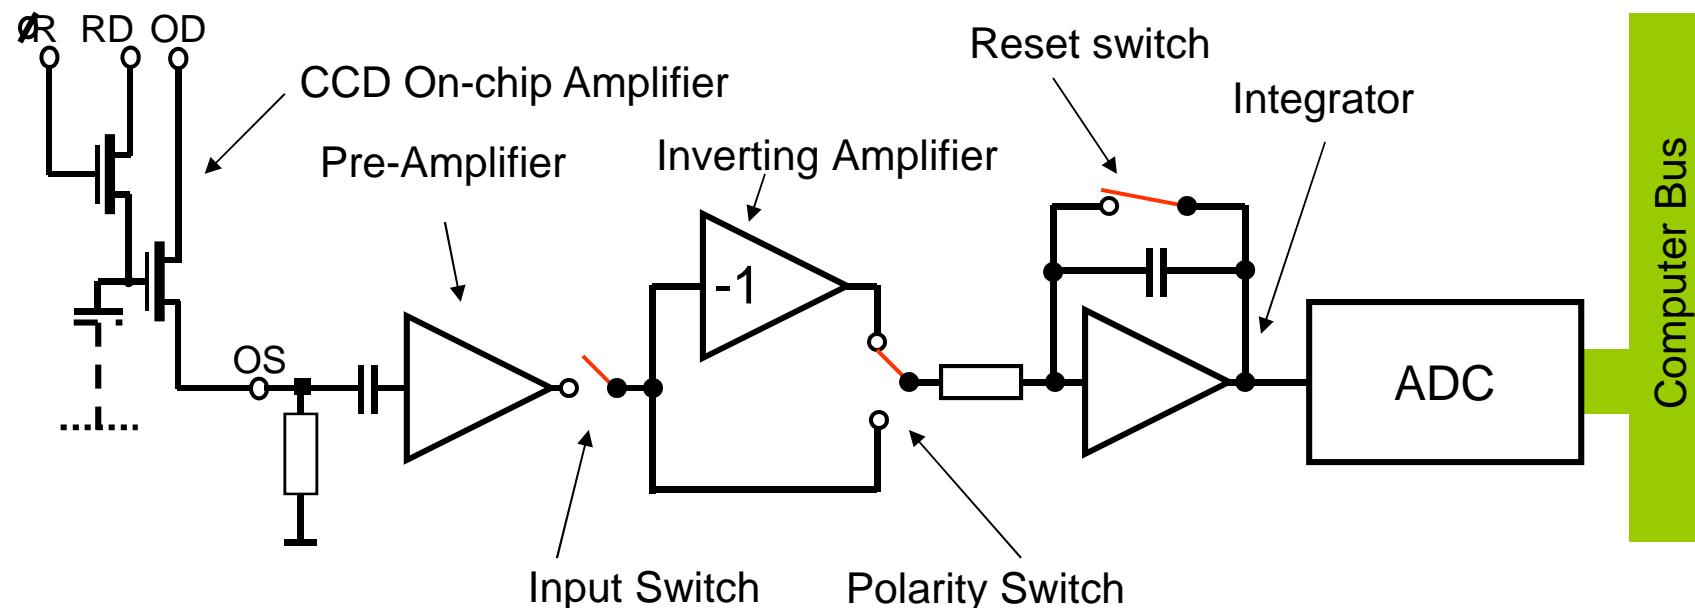 øR RD OD
Reset switch
CCD On-chip Amplifier
Integrator
Pre-Amplifier
Inverting Amplifier
Computer Bus
-1
OS
ADC
Input Switch
Polarity Switch